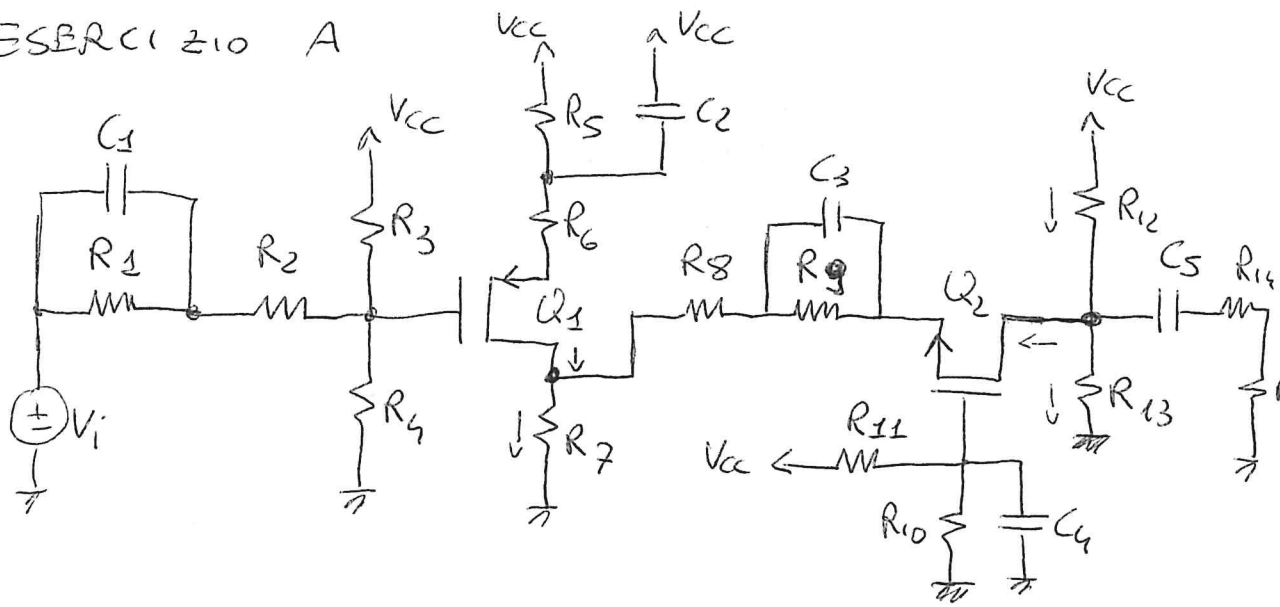 ESERCIZIO A
VCC
VCC
C1
VCC
R5
C2
VCC
R1
R2
R3
R6
C3
R12
R8
R9
Q1
Q2
C5
Vi
R4
R7
R11
R13
VCC
R10
C4